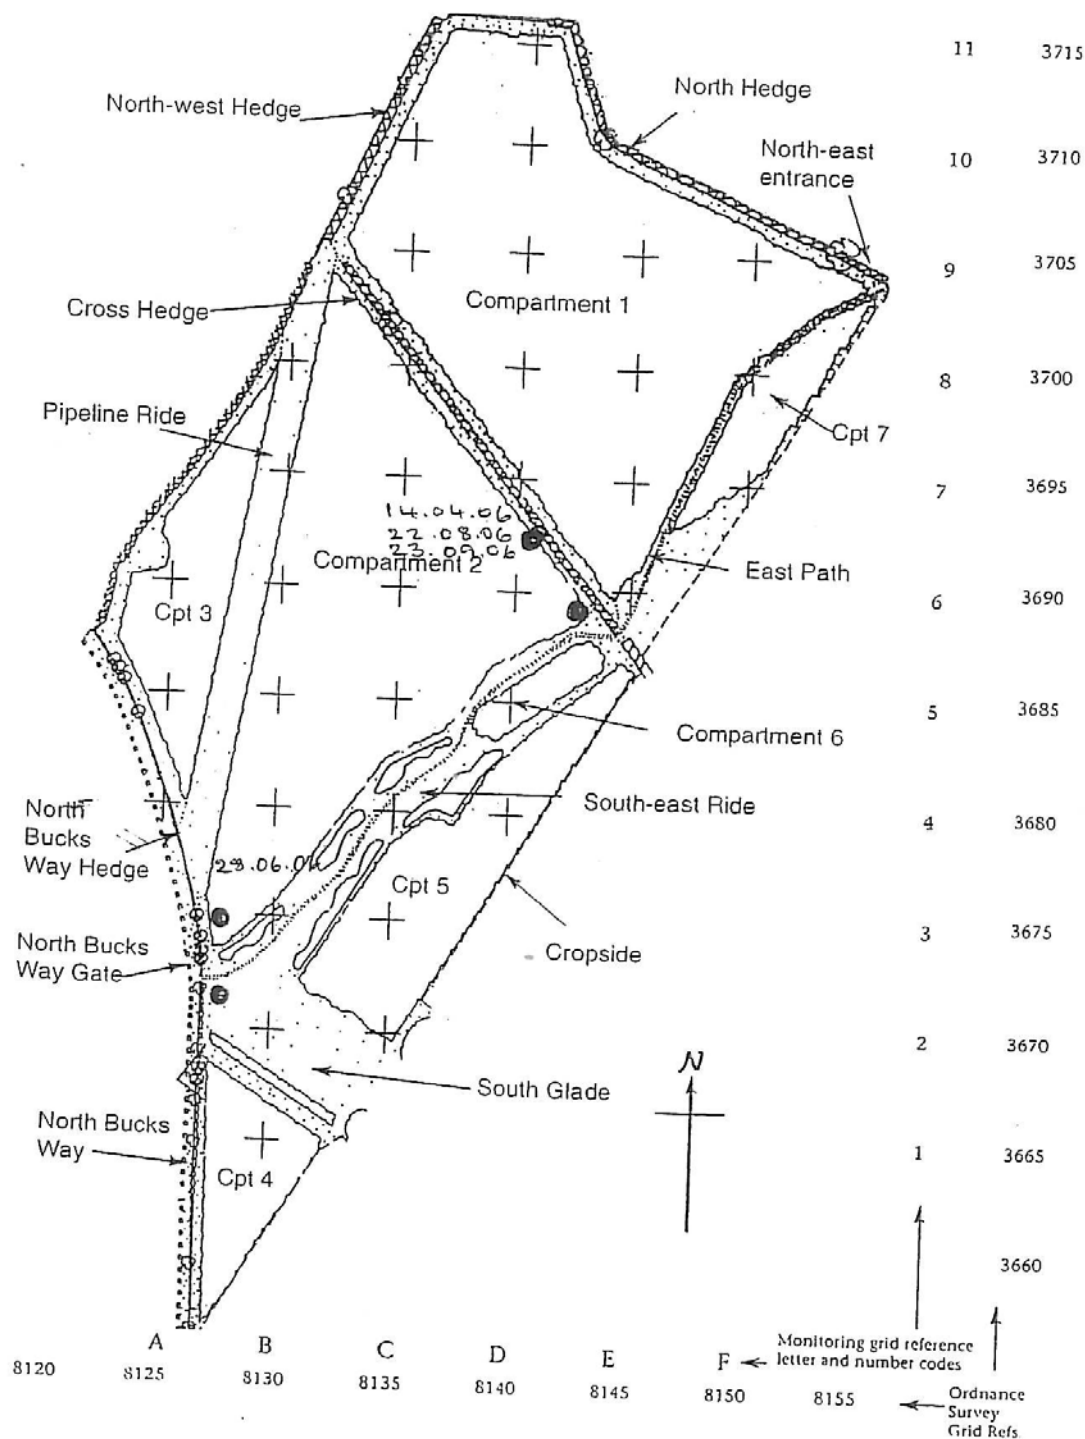 11 3715
North-west Hedge
North Hedge
North-east
entrance
10 3710
9 3705
Cross Hedge
Compartment 1
8 3700
Pipeline Ride
Cpt 7
7 3695
14.04.06
22.08.06
23.09.06
Compartment 2
East Path
Cpt 3
6 3690
5 3685
Compartment 6
South-east Ride
North
Bucks
Way Hedge
4 3680
28.06.06
Cpt 5
North Bucks
Way Gate
Cropside
3 3675
2 3670
N
South Glade
North Bucks
Way
1 3665
Cpt 4
3660
A B C D E F
Monitoring grid reference
letter and number codes
8120 8125 8130 8135 8140 8145 8150 8155
Ordnance
Survey
Grid Refs